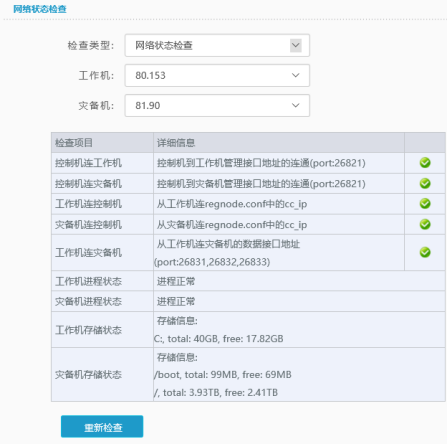 网络状态检查
检查类型: 网络状态检查
工作机: 80.153
灾备机: 81.90
检查项目 详细信息
控制机连工作机 控制机到工作机管理接口地址的连通(port:26821)
控制机连灾备机 控制机到灾备机管理接口地址的连通(port:26821)
工作机连控制机 从工作机连regnode.conf中的cc_ip
灾备机连控制机 从灾备机连regnode.conf中的cc_ip
工作机连灾备机 从工作机连灾备机的数据接口地址
(port:26831,26832,26833)
工作机进程状态 进程正常
灾备机进程状态 进程正常
工作机存储状态 存储信息:
C:, total: 40GB, free: 17.82GB
灾备机存储状态 存储信息:
/boot, total: 99MB, free: 69MB
/, total: 3.93TB, free: 2.41TB
重新检查